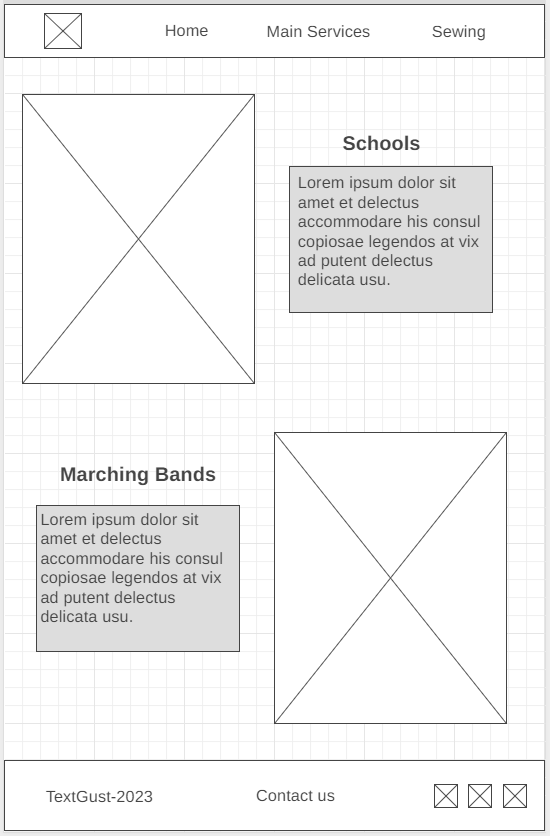 Home
Main Services
Sewing
Schools
Lorem ipsum dolor sit
amet et delectus
accommodare his consul
copiosae legendos at vix
ad putent delectus
delicata usu.
Marching Bands
Lorem ipsum dolor sit
amet et delectus
accommodare his consul
copiosae legendos at vix
ad putent delectus
delicata usu.
TextGust-2023
Contact us